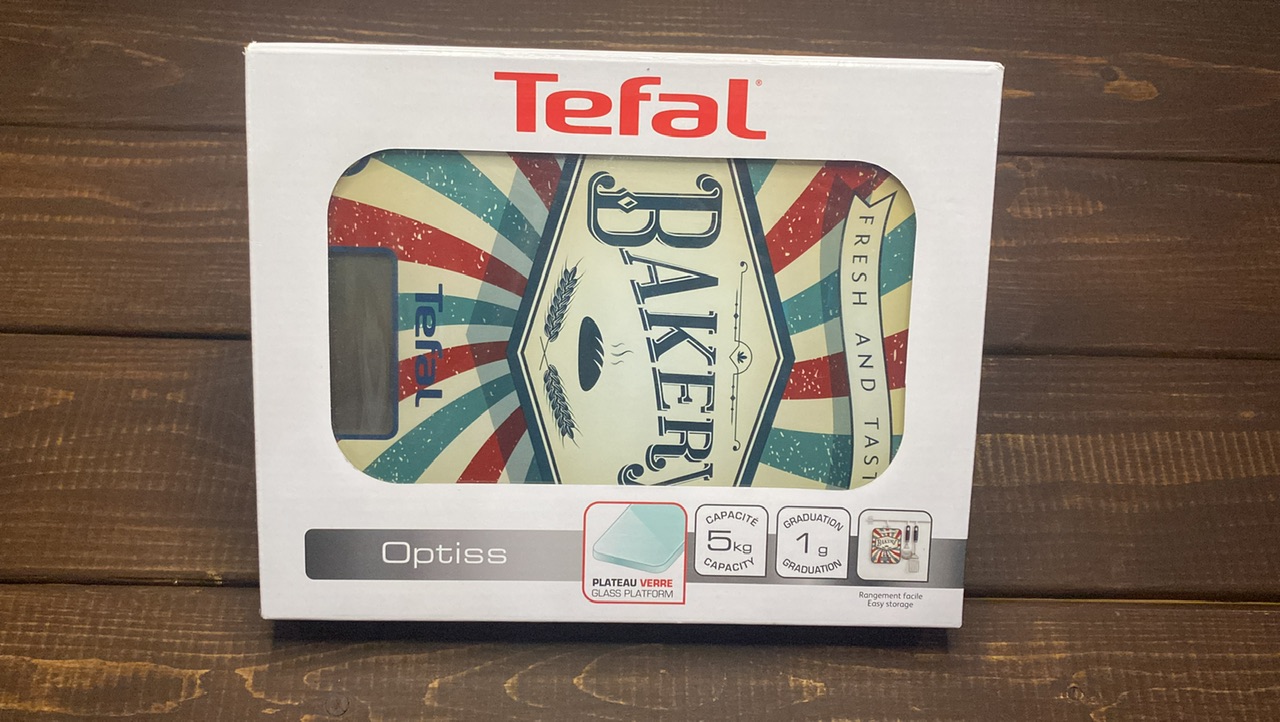 Tefal®
BAKERY
FRESH AND TAST
Tefal
Optiss
PLATEAU VERRE
GLASS PLATFORM
CAPACITÉ
5kg
CAPACITY
GRADUATION
1 g
GRADUATION
Rangement facile
Easy storage